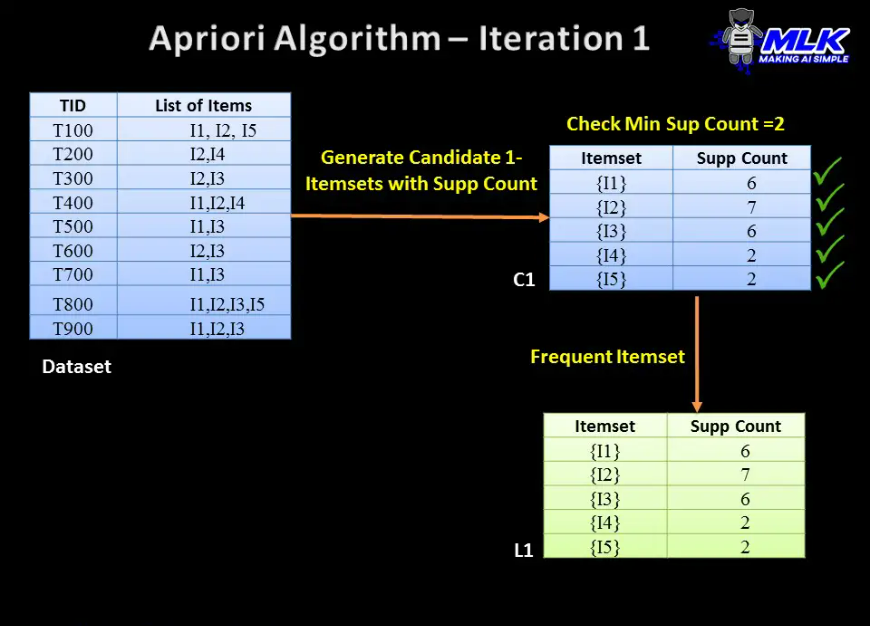 Apriori Algorithm – Iteration 1
MLK
MAKING AI SIMPLE
TID List of Items
T100 I1, I2, I5
T200 I2,I4
T300 I2,I3
T400 I1,I2,I4
T500 I1,I3
T600 I2,I3
T700 I1,I3
T800 I1,I2,I3,I5
T900 I1,I2,I3
Dataset
Generate Candidate 1-
Itemsets with Supp Count
Check Min Sup Count =2
Itemset Supp Count
{I1} 6
{I2} 7
{I3} 6
{I4} 2
{I5} 2
C1
Frequent Itemset
Itemset Supp Count
{I1} 6
{I2} 7
{I3} 6
{I4} 2
{I5} 2
L1